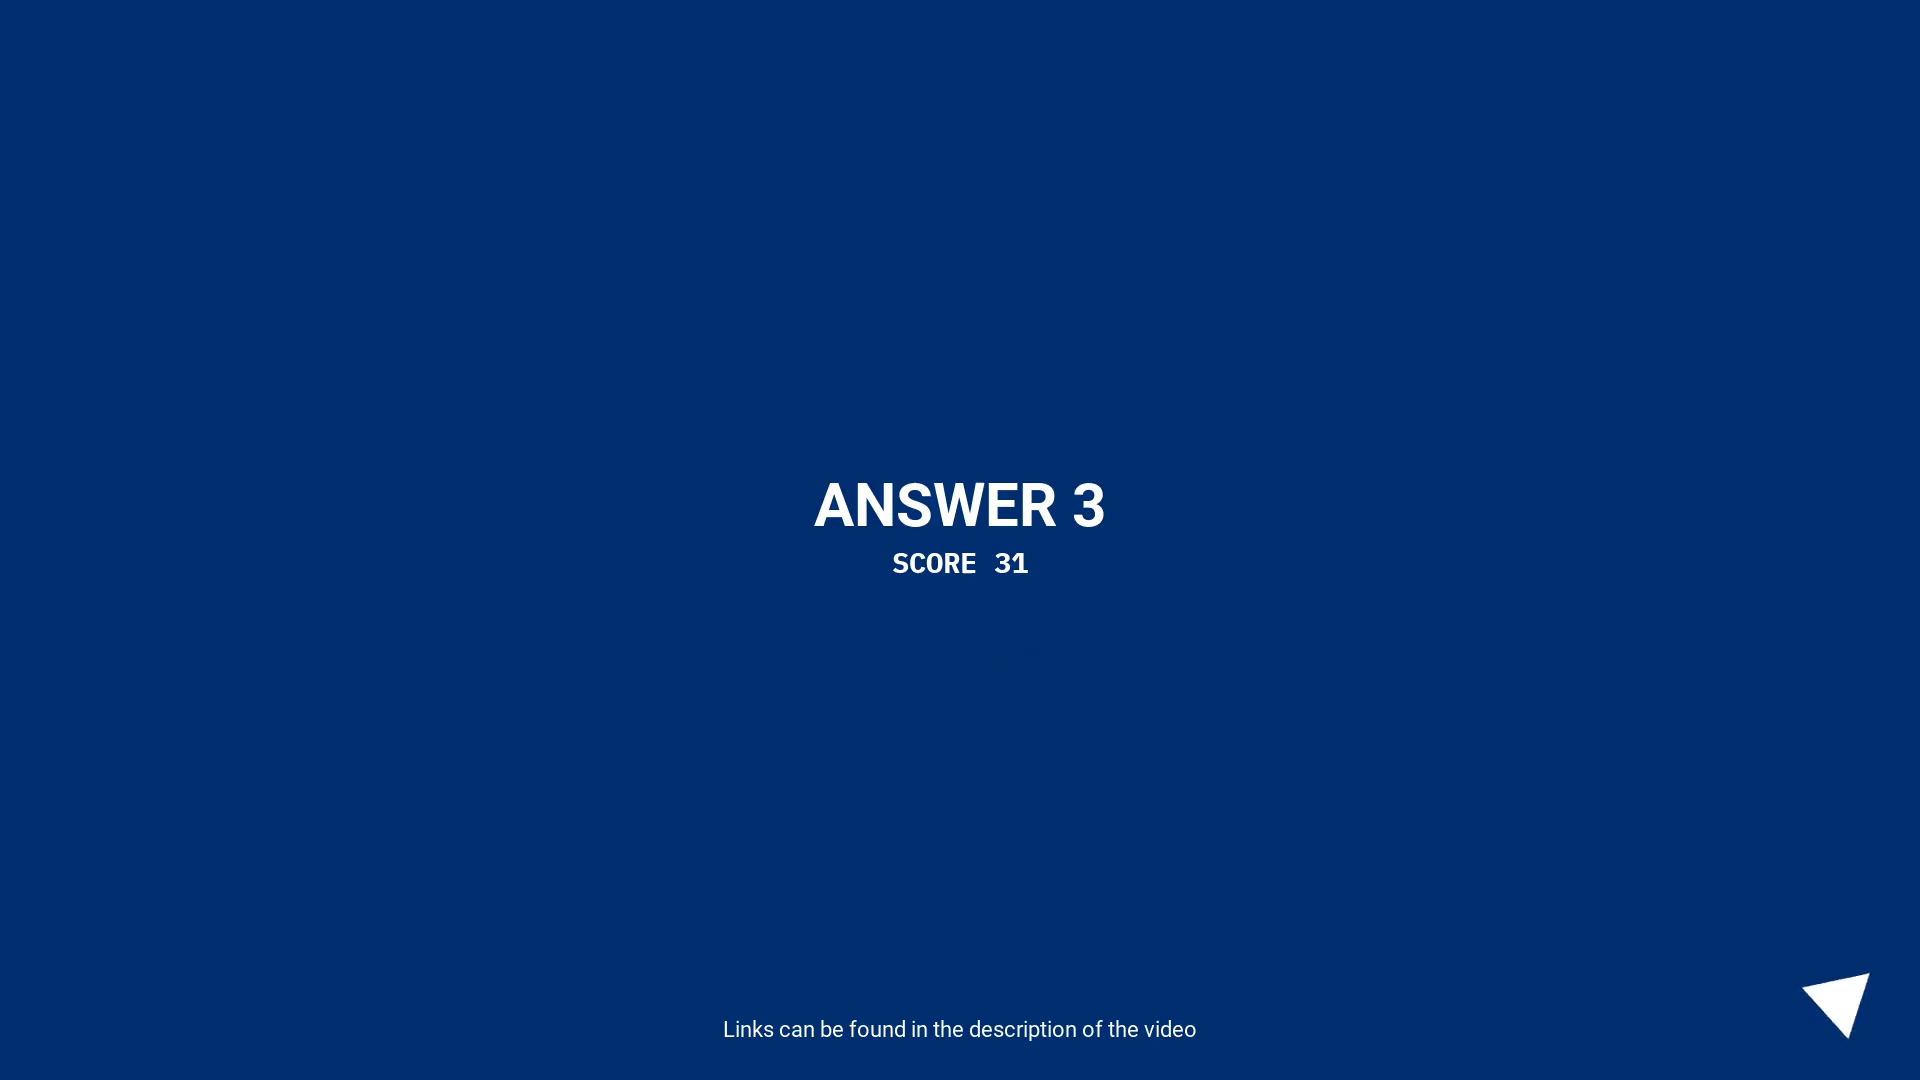 ANSWER 3
SCORE 31
Links can be found in the description of the video